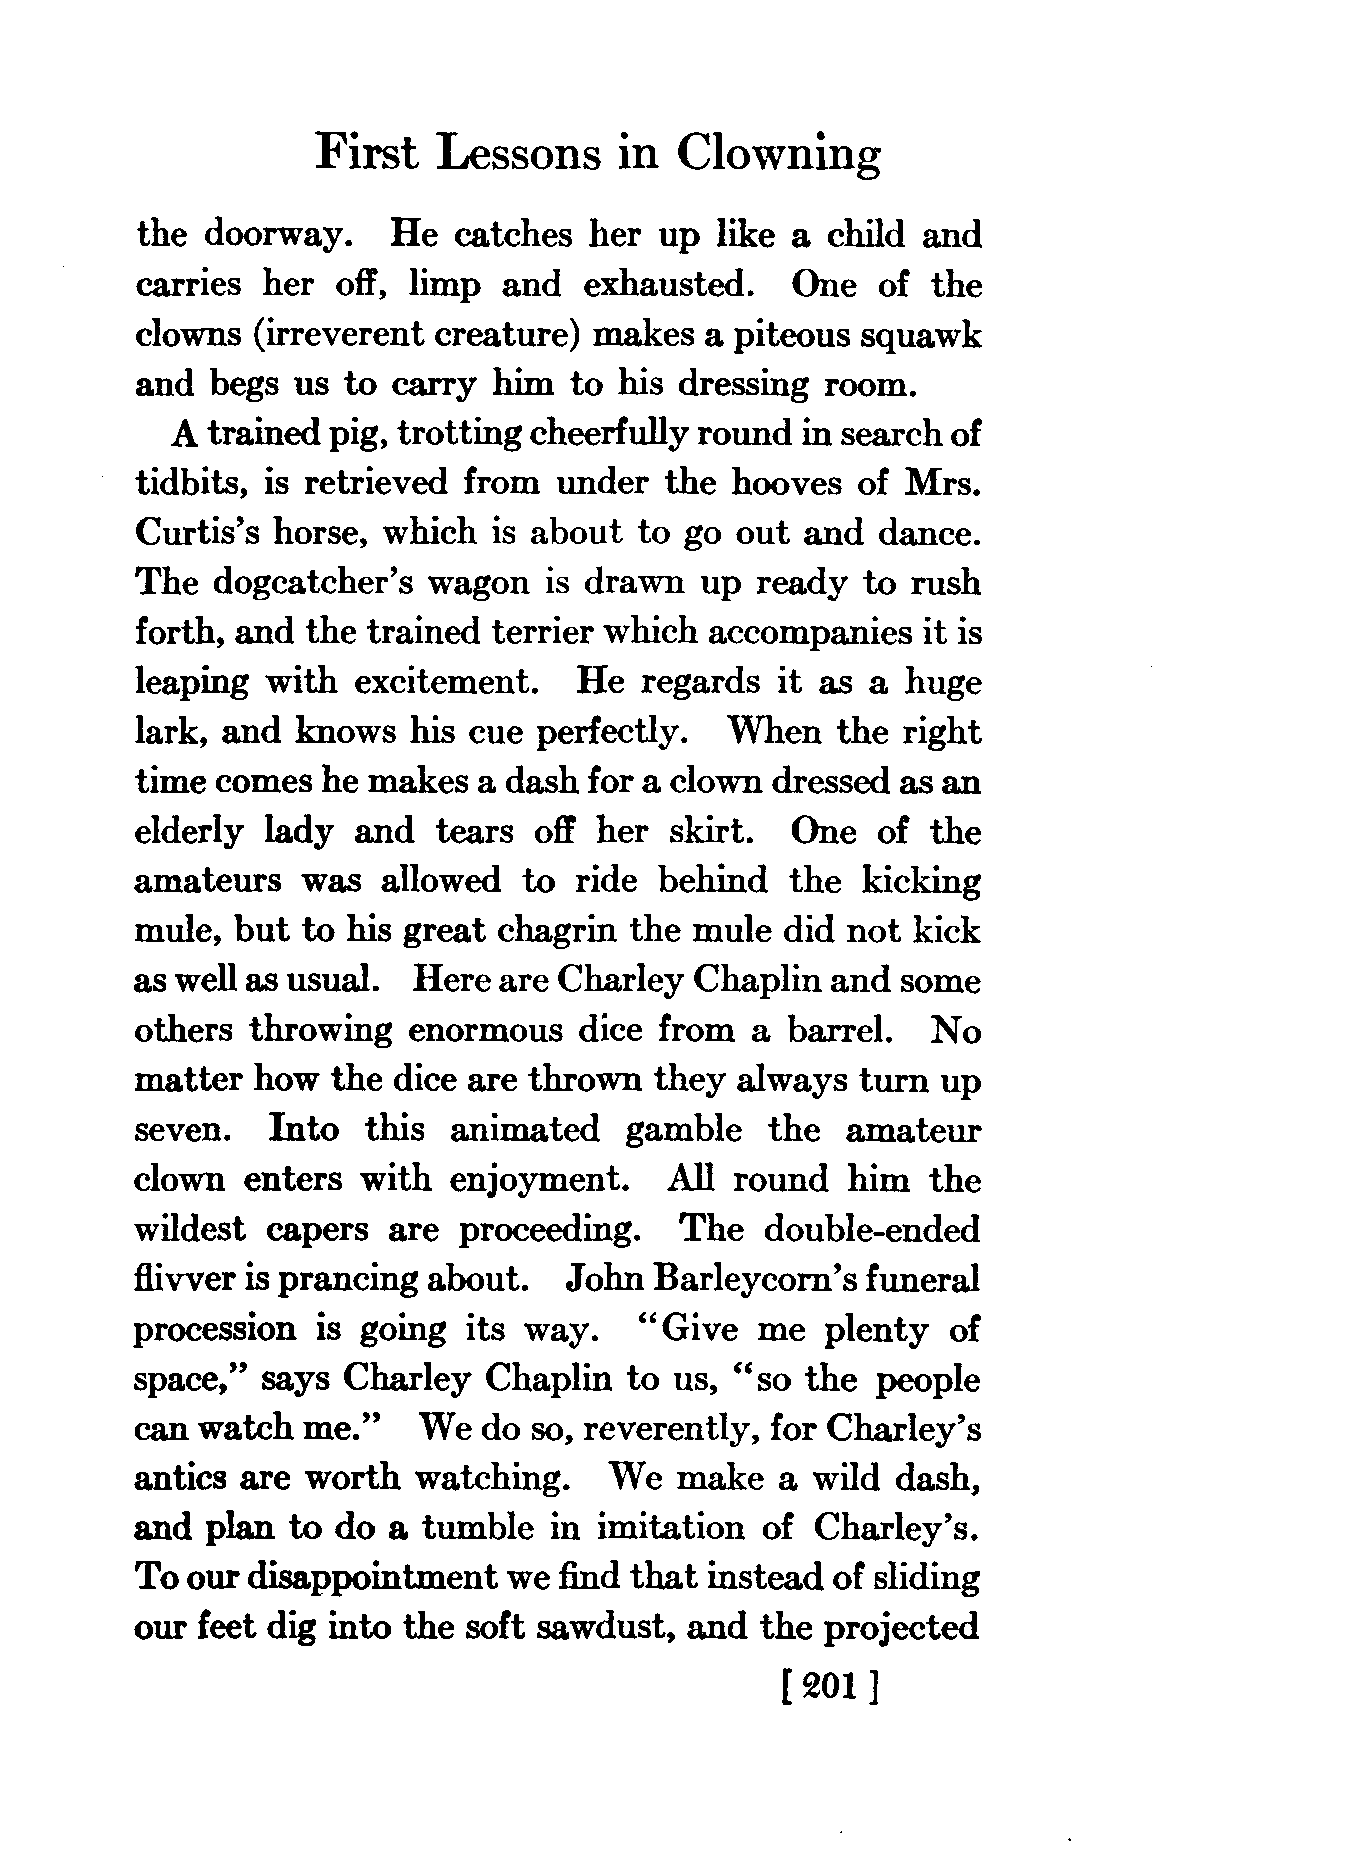 First Lessons in Clowning
the doorway. He catches her up like a child and
carries her off, limp and exhausted. One of the
clowns (irreverent creature) makes a piteous squawk
and begs us to carry him to his dressing room.
A trained pig, trotting cheerfully round in search of
tidbits, is retrieved from under the hooves of Mrs.
Curtis's horse, which is about to go out and dance.
The dogcatcher's wagon is drawn up ready to rush
forth, and the trained terrier which accompanies it is
leaping with excitement. He regards it as a huge
lark, and knows his cue perfectly. When the right
time comes he makes a dash for a clown dressed as an
elderly lady and tears off her skirt. One of the
amateurs was allowed to ride behind the kicking
mule, but to his great chagrin the mule did not kick
as well as usual. Here are Charley Chaplin and some
others throwing enormous dice from a barrel. No
matter how the dice are thrown they always turn up
seven. Into this animated gamble the amateur
clown enters with enjoyment. All round him the
wildest capers are proceeding. The double-ended
flivver is prancing about. John Barleycorn's funeral
procession is going its way. "Give me plenty of
space," says Charley Chaplin to us, "so the people
can watch me." We do so, reverently, for Charley's
antics are worth watching. We make a wild dash,
and plan to do a tumble in imitation of Charley's.
To our disappointment we find that instead of sliding
our feet dig into the soft sawdust, and the projected
[ 201 ]